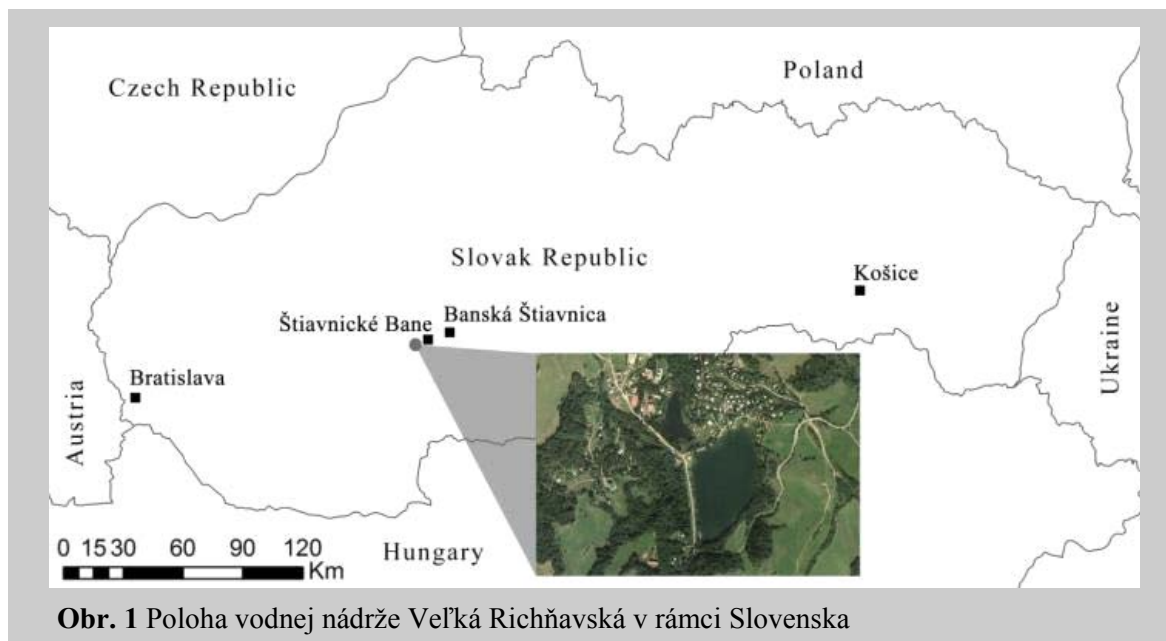 Czech Republic
Poland
Slovak Republic
Košice
Štiavnické Bane
Banská Štiavnica
Bratislava
Austria
Ukraine
Hungary
0 15 30 60 90 120
Km
Obr. 1 Poloha vodnej nádrže Veľká Richňavská v rámci Slovenska